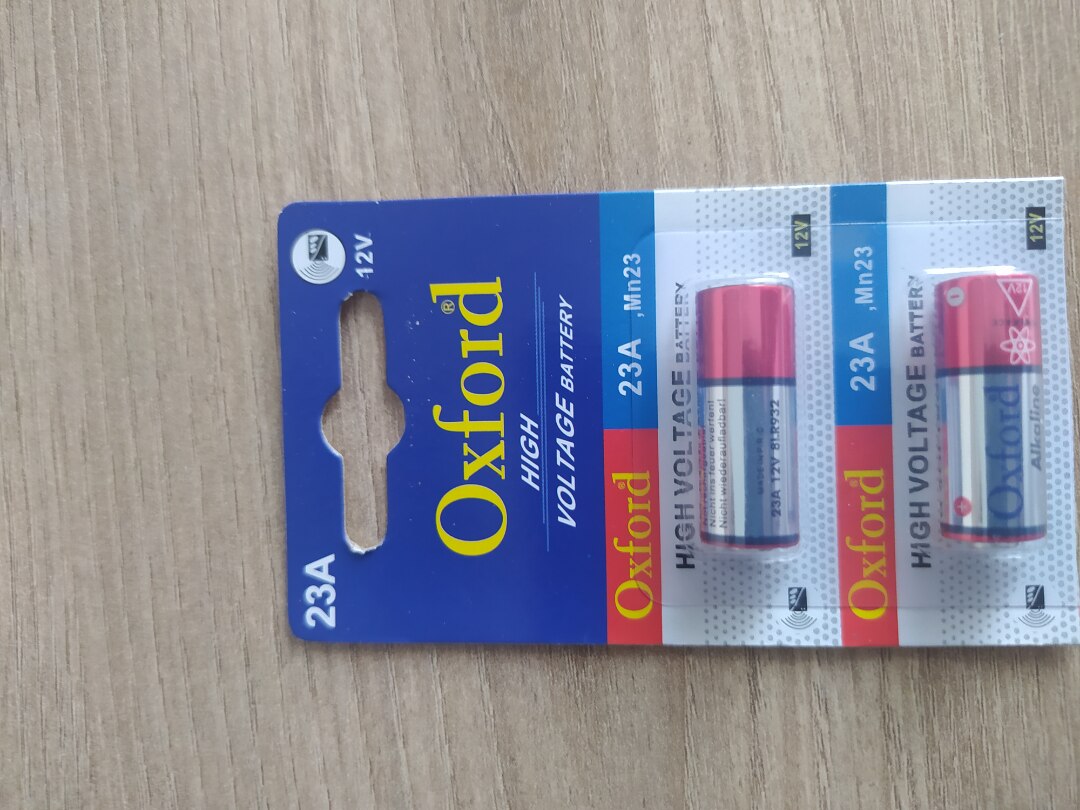 23A
12V
Oxford®
HIGH
VOLTAGE BATTERY
Oxford® 23A ,Mn23
HIGH VOLTAGE BATTERY
Nicht ins feuer werfen!
Nicht wiederaufladbar!
23A 12V 8LR932
12V
Oxford 23A ,Mn23
HIGH VOLTAGE BATTERY
+
12V
Oxford
Alkaline
12V